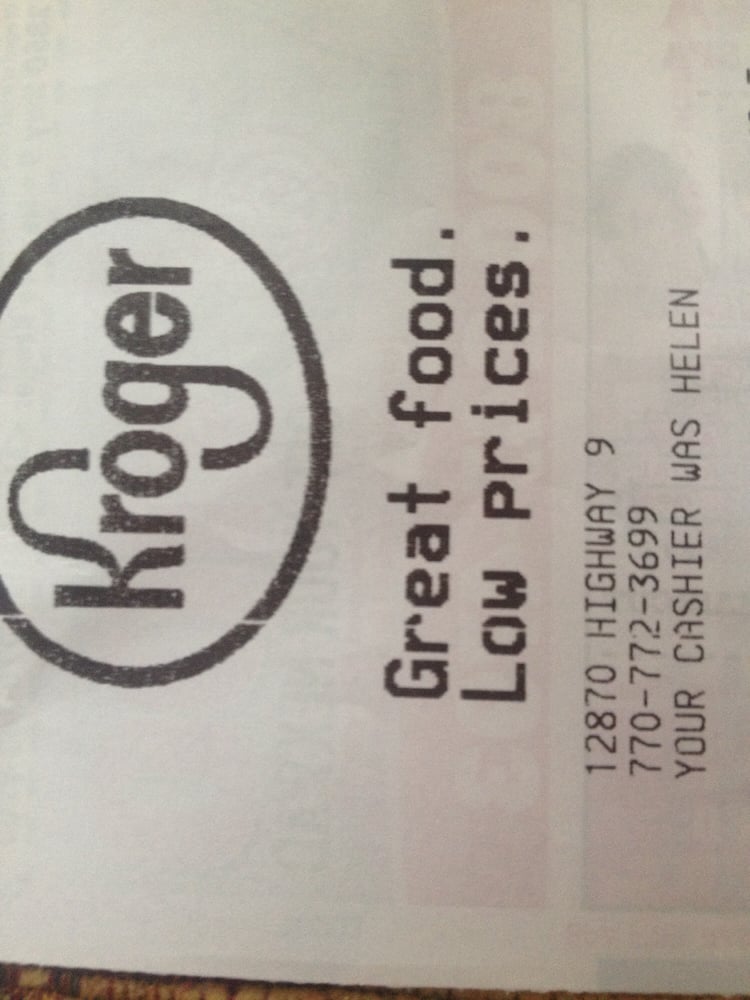 Kroger
Great food.
Low prices.
12870 HIGHWAY 9
770-772-3699
YOUR CASHIER WAS HELEN